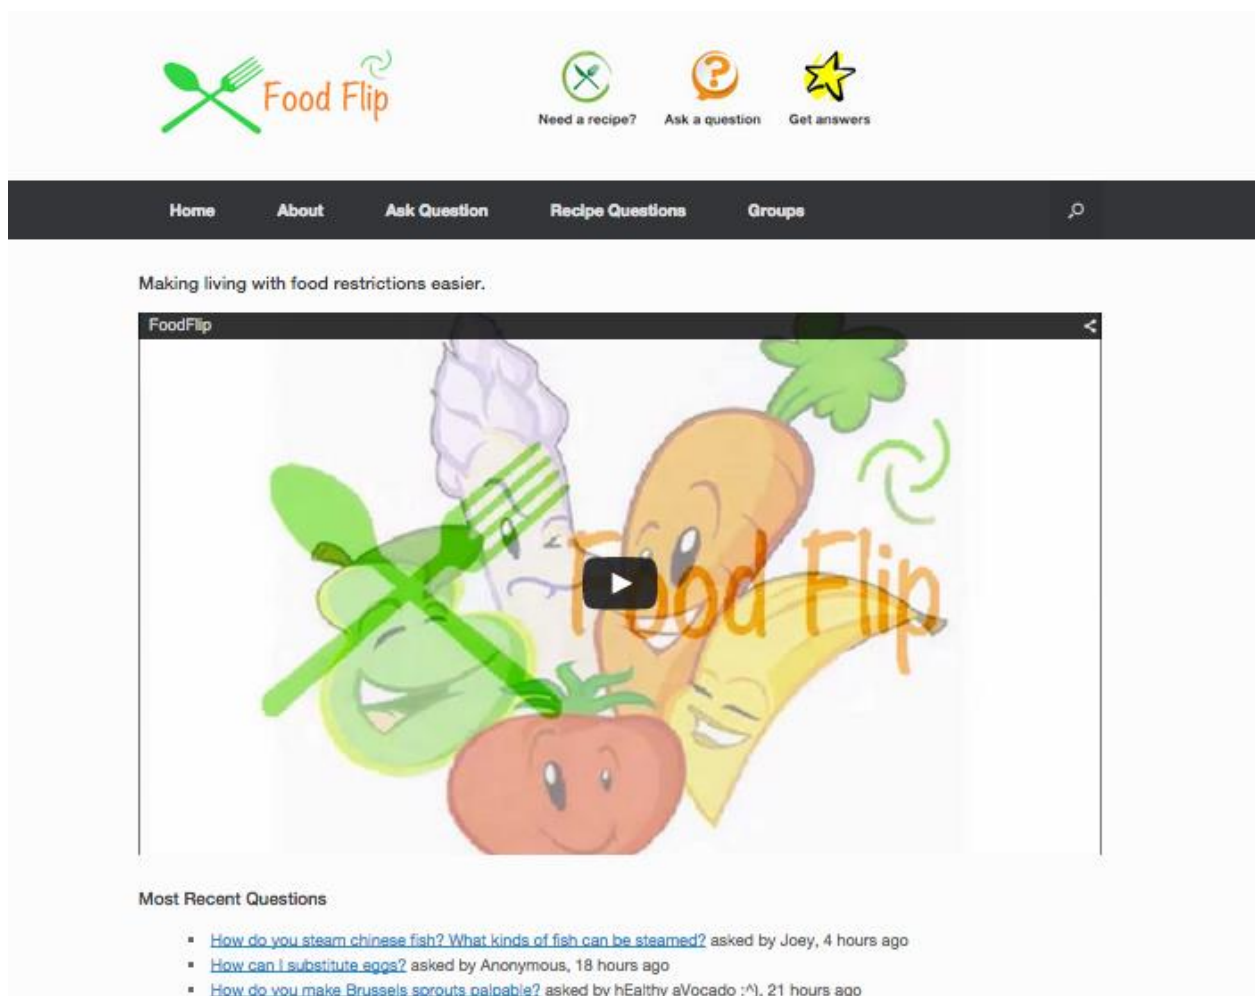 Food Flip
Need a recipe? Ask a question Get answers
Home About Ask Question Recipe Questions Groups
Making living with food restrictions easier.
FoodFlip
Food Flip
Most Recent Questions
How do you steam chinese fish? What kinds of fish can be steamed? asked by Joey, 4 hours ago
How can I substitute eggs? asked by Anonymous, 18 hours ago
How do you make Brussels sprouts palpable? asked by hEalthy aVocado :^), 21 hours ago